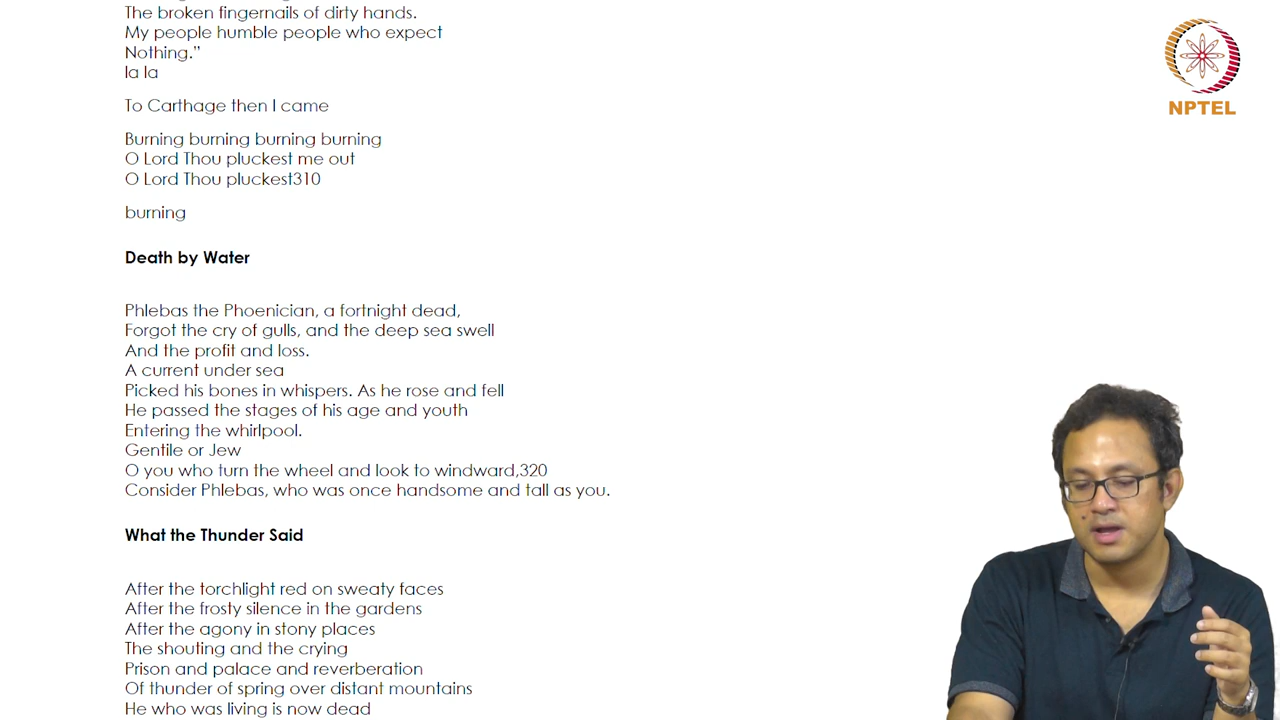 The broken fingernails of dirty hands.
My people humble people who expect
Nothing.”
la la
To Carthage then I came
Burning burning burning burning
O Lord Thou pluckest me out
O Lord Thou pluckest310
burning
Death by Water
Phlebas the Phoenician, a fortnight dead,
Forgot the cry of gulls, and the deep sea swell
And the profit and loss.
A current under sea
Picked his bones in whispers. As he rose and fell
He passed the stages of his age and youth
Entering the whirlpool.
Gentile or Jew
O you who turn the wheel and look to windward,320
Consider Phlebas, who was once handsome and tall as you.
What the Thunder Said
After the torchlight red on sweaty faces
After the frosty silence in the gardens
After the agony in stony places
The shouting and the crying
Prison and palace and reverberation
Of thunder of spring over distant mountains
He who was living is now dead
NPTEL